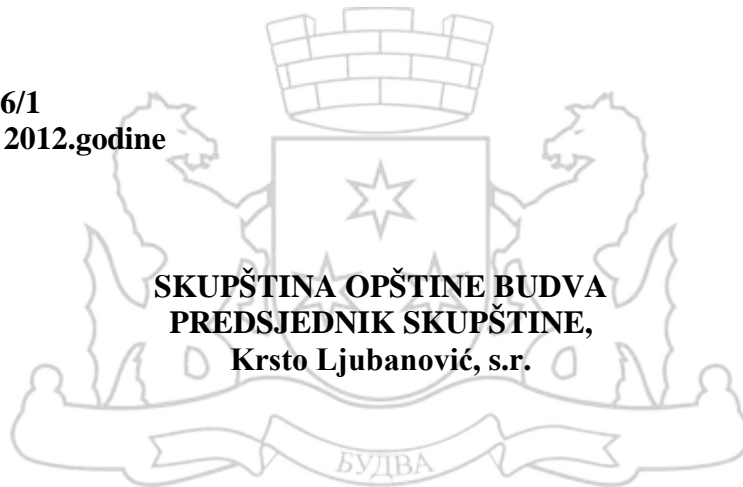 6/1
2012.godine
SKUPŠTINA OPŠTINE BUDVA
PREDSJEDNIK SKUPŠTINE,
Krsto Ljubanović, s.r.
БУДВА